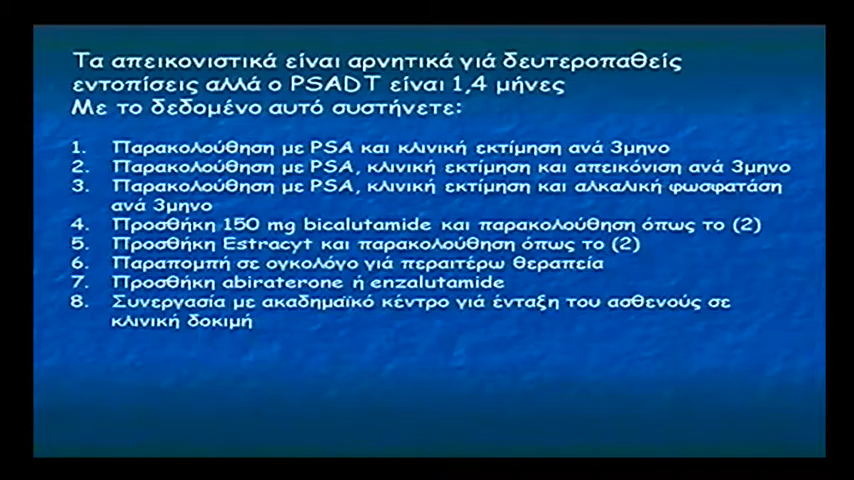 Τα απεικονιστικά είναι αρνητικά γιά δευτεροπαθείς
εντοπίσεις αλλά ο PSADT είναι 1,4 μήνες
Με το δεδομένο αυτό συστήνετε:
1. Παρακολούθηση με PSA και κλινική εκτίμηση ανά 3μηνο
2. Παρακολούθηση με PSA, κλινική εκτίμηση και απεικόνιση ανά 3μηνο
3. Παρακολούθηση με PSA, κλινική εκτίμηση και αλκαλική φωσφατάση
ανά 3μηνο
4. Προσθήκη 150 mg bicalutamide και παρακολούθηση όπως το (2)
5. Προσθήκη Estracyt και παρακολούθηση όπως το (2)
6. Παραπομπή σε ογκολόγο γιά περαιτέρω θεραπεία
7. Προσθήκη abiraterone ή enzalutamide
8. Συνεργασία με ακαδημαϊκό κέντρο γιά ένταξη του ασθενούς σε
κλινική δοκιμή